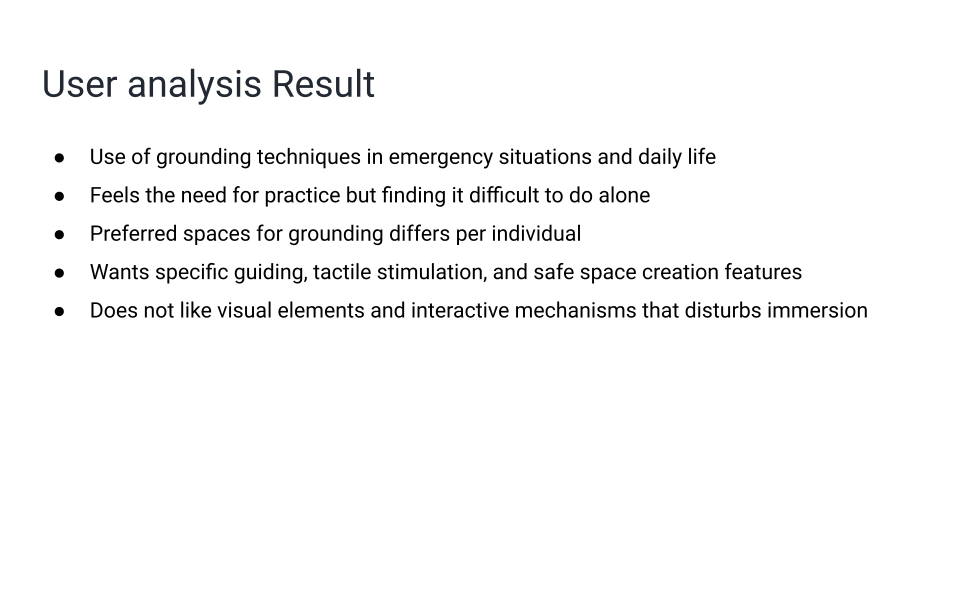 User analysis Result
● Use of grounding techniques in emergency situations and daily life
● Feels the need for practice but finding it difficult to do alone
● Preferred spaces for grounding differs per individual
● Wants specific guiding, tactile stimulation, and safe space creation features
● Does not like visual elements and interactive mechanisms that disturbs immersion